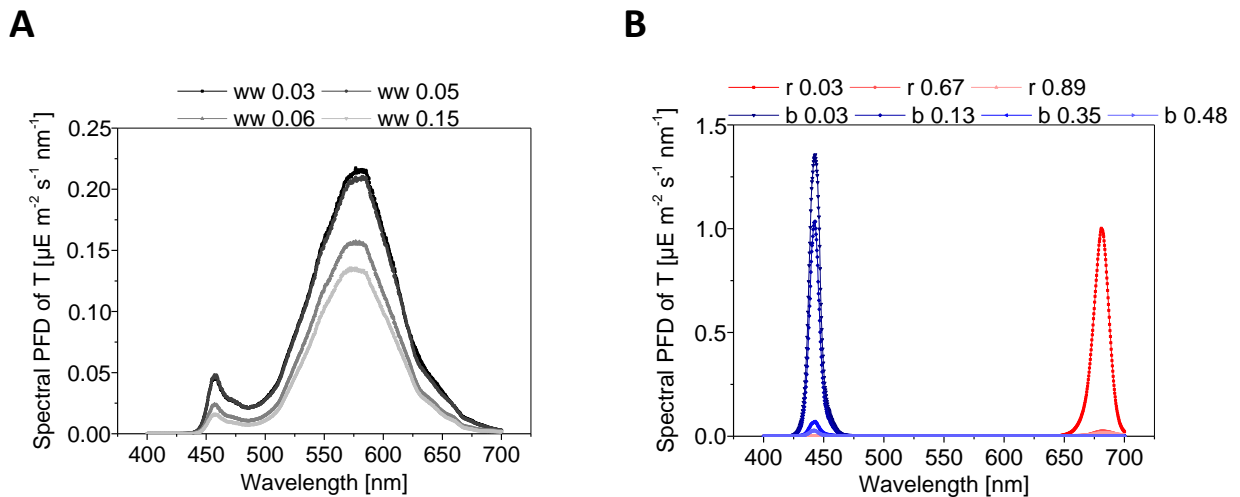 A
B
ww 0.03 ww 0.05
ww 0.06 ww 0.15
Spectral PFD of T [µE m-2 s-1 nm-1]
0.25
0.20
0.15
0.10
0.05
0.00
400 450 500 550 600 650 700
Wavelength [nm]
r 0.03 r 0.67 r 0.89
b 0.03 b 0.13 b 0.35 b 0.48
Spectral PFD of T [µE m-2 s-1 nm-1]
1.5
1.0
0.5
0.0
400 450 500 550 600 650 700
Wavelength [nm]